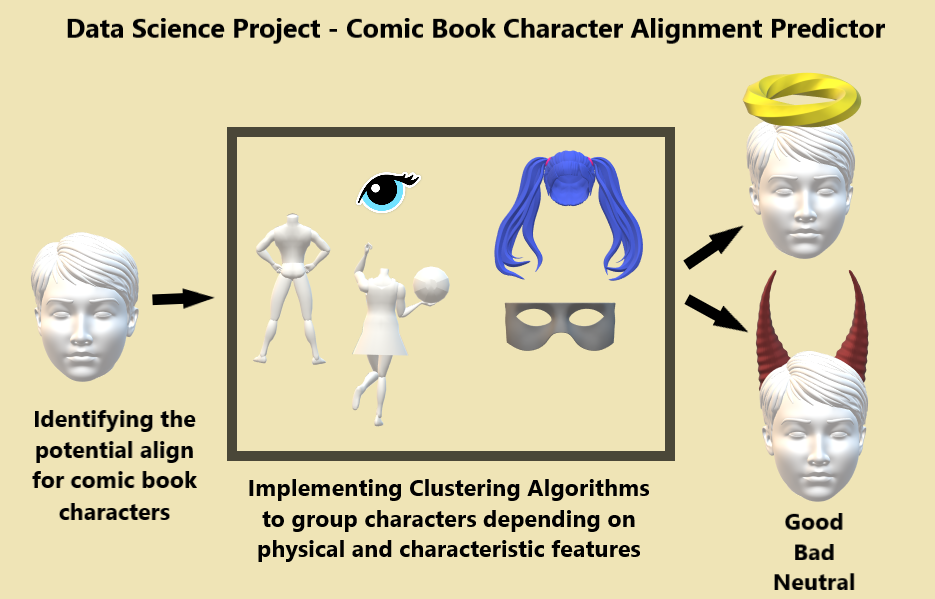 Data Science Project - Comic Book Character Alignment Predictor
Identifying the
potential align
for comic book
characters
Implementing Clustering Algorithms
to group characters depending on
physical and characteristic features
Good
Bad
Neutral